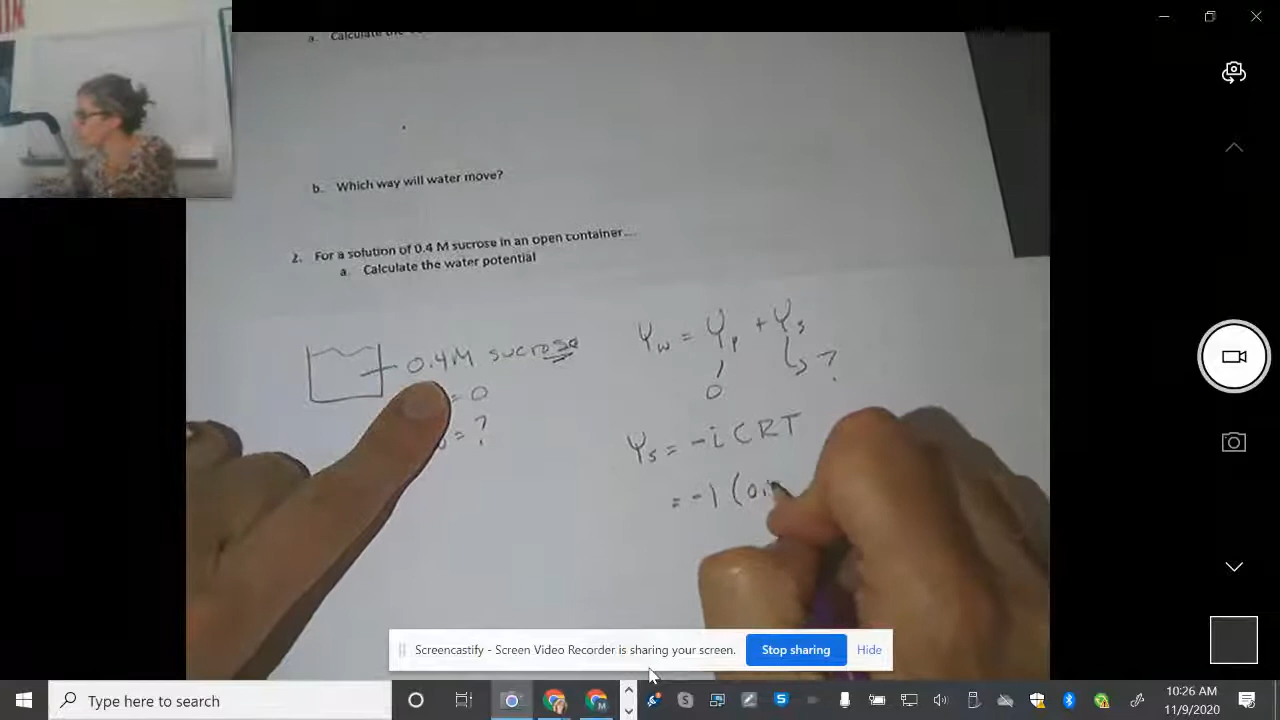 a. Calculate the
b. Which way will water move?
2. For a solution of 0.4 M sucrose in an open container....
a. Calculate the water potential
0.4M sucrose
= 0
= ?
Ψw = Ψp + Ψs
0
?
Ψs = -iCRT
= -1 (0.
Screencastify - Screen Video Recorder is sharing your screen.
Stop sharing
Hide
Type here to search
10:26 AM
11/9/2020